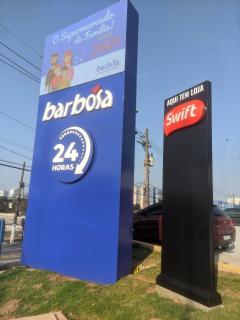 O Supermercado da Família!
barbosa
barbosa
24
HORAS
AQUI TEM LOJA
Swift